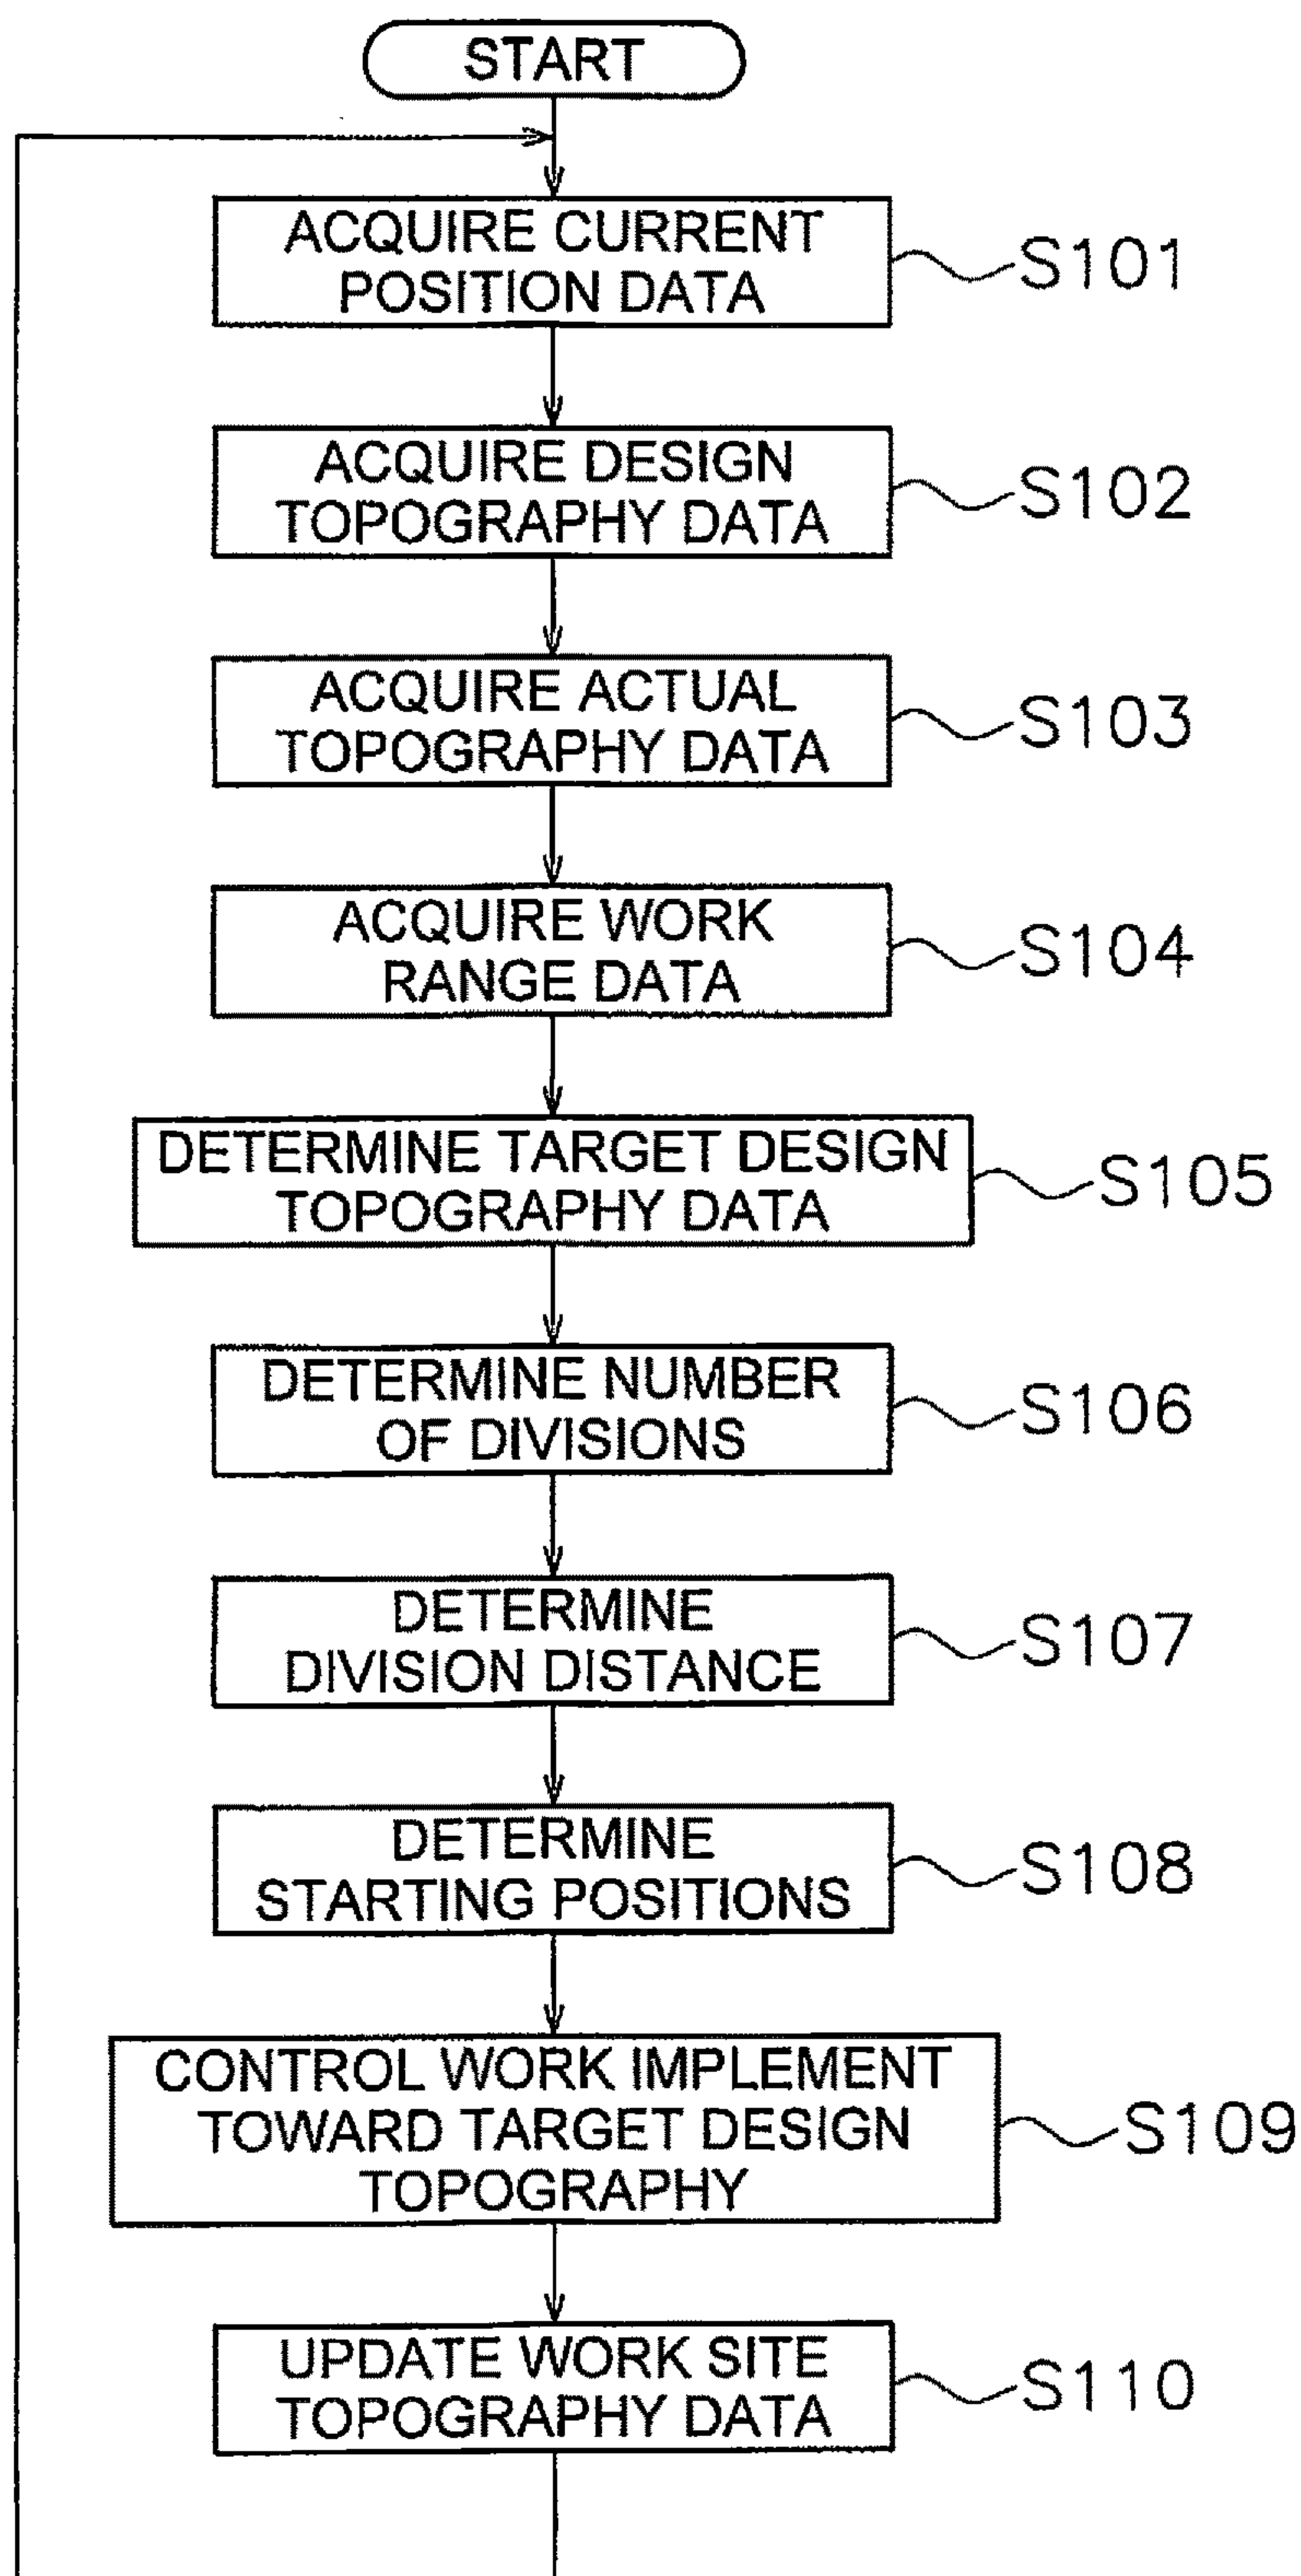 START
ACQUIRE CURRENT
POSITION DATA
S101
ACQUIRE DESIGN
TOPOGRAPHY DATA
S102
ACQUIRE ACTUAL
TOPOGRAPHY DATA
S103
ACQUIRE WORK
RANGE DATA
S104
DETERMINE TARGET DESIGN
TOPOGRAPHY DATA
S105
DETERMINE NUMBER
OF DIVISIONS
S106
DETERMINE
DIVISION DISTANCE
S107
DETERMINE
STARTING POSITIONS
S108
CONTROL WORK IMPLEMENT
TOWARD TARGET DESIGN
TOPOGRAPHY
S109
UPDATE WORK SITE
TOPOGRAPHY DATA
S110